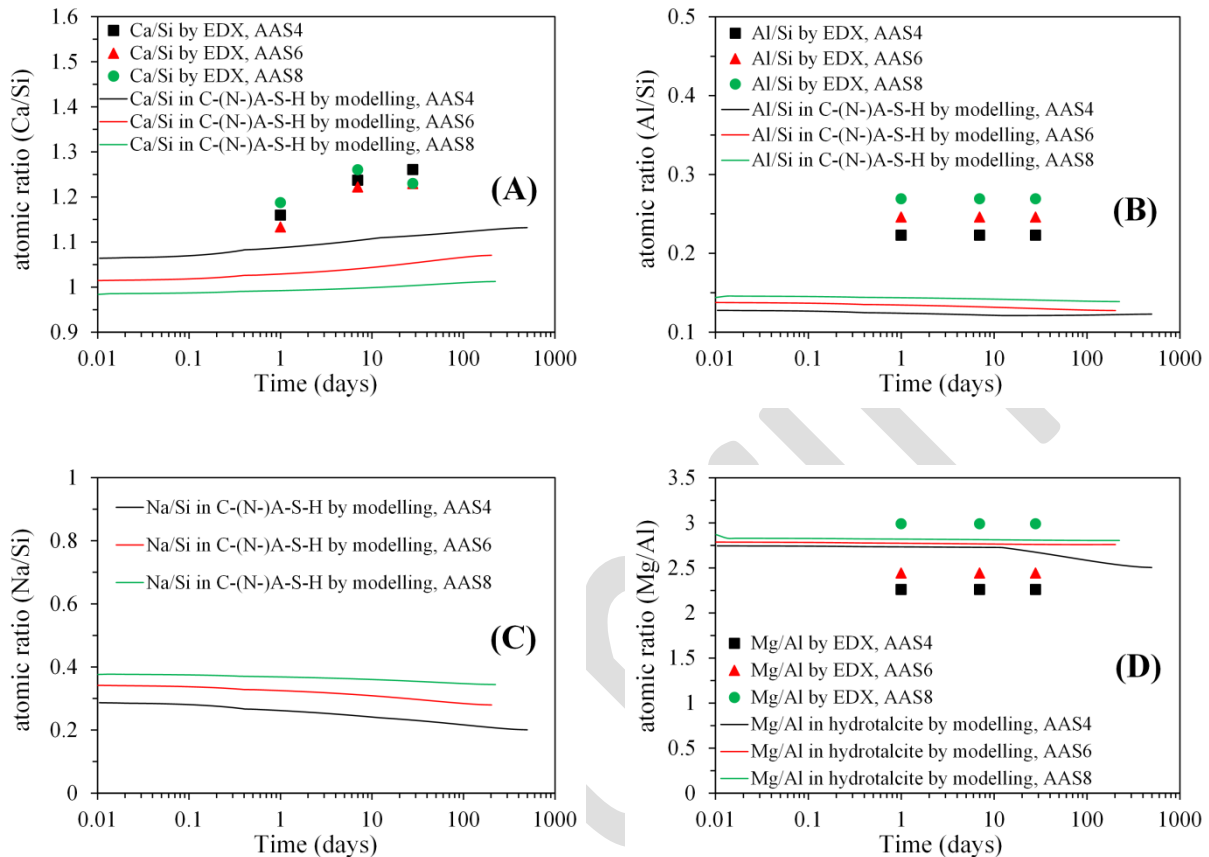 atomic ratio (Ca/Si)
1.6
1.5
1.4
1.3
1.2
1.1
1
0.9
Ca/Si by EDX, AAS4
Ca/Si by EDX, AAS6
Ca/Si by EDX, AAS8
Ca/Si in C-(N-)A-S-H by modelling, AAS4
Ca/Si in C-(N-)A-S-H by modelling, AAS6
Ca/Si in C-(N-)A-S-H by modelling, AAS8
(A)
0.01 0.1 1 10 100 1000
Time (days)
atomic ratio (Al/Si)
0.5
0.4
0.3
0.2
0.1
Al/Si by EDX, AAS4
Al/Si by EDX, AAS6
Al/Si by EDX, AAS8
Al/Si in C-(N-)A-S-H by modelling, AAS4
Al/Si in C-(N-)A-S-H by modelling, AAS6
Al/Si in C-(N-)A-S-H by modelling, AAS8
(B)
0.01 0.1 1 10 100 1000
Time (days)
atomic ratio (Na/Si)
1
0.8
0.6
0.4
0.2
0
Na/Si in C-(N-)A-S-H by modelling, AAS4
Na/Si in C-(N-)A-S-H by modelling, AAS6
Na/Si in C-(N-)A-S-H by modelling, AAS8
(C)
0.01 0.1 1 10 100 1000
Time (days)
atomic ratio (Mg/Al)
3.5
3
2.5
2
1.5
1
0.5
0
Mg/Al by EDX, AAS4
Mg/Al by EDX, AAS6
Mg/Al by EDX, AAS8
Mg/Al in hydrotalcite by modelling, AAS4
Mg/Al in hydrotalcite by modelling, AAS6
Mg/Al in hydrotalcite by modelling, AAS8
(D)
0.01 0.1 1 10 100 1000
Time (days)